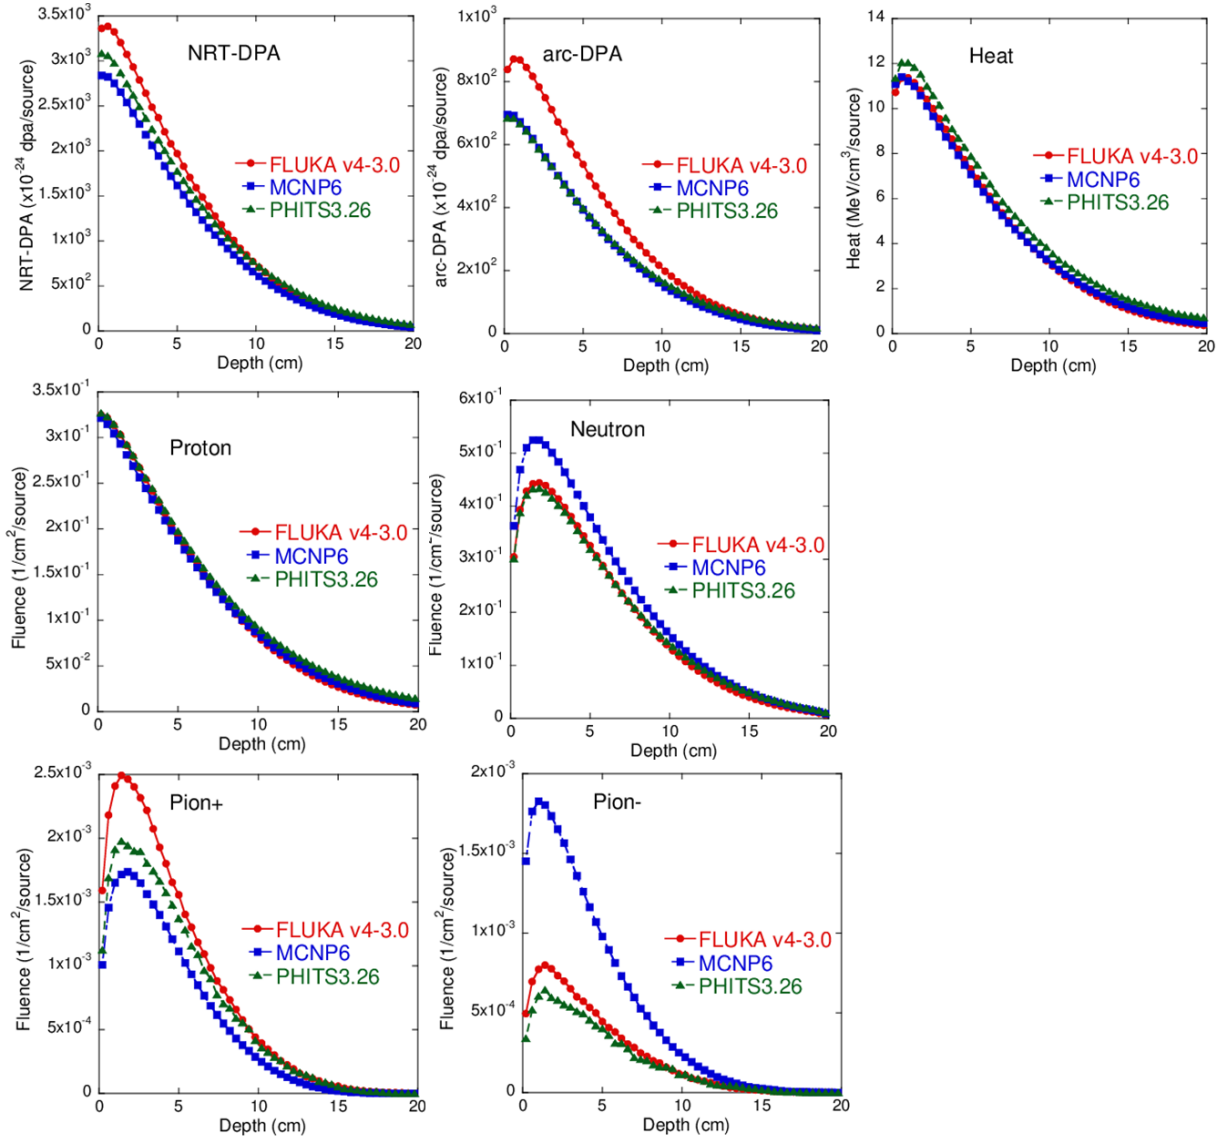 NRT-DPA
NRT-DPA (x10⁻²⁴ dpa/source)
3.5x10³
3x10³
2.5x10³
2x10³
1.5x10³
1x10³
5x10²
0
0 5 10 15 20
Depth (cm)
FLUKA v4-3.0
MCNP6
PHITS3.26
arc-DPA
arc-DPA (x10⁻²⁴ dpa/source)
1x10³
8x10²
6x10²
4x10²
2x10²
0
0 5 10 15 20
Depth (cm)
FLUKA v4-3.0
MCNP6
PHITS3.26
Heat
Heat (MeV/cm³/source)
14
12
10
8
6
4
2
0
0 5 10 15 20
Depth (cm)
FLUKA v4-3.0
MCNP6
PHITS3.26
Proton
Fluence (1/cm²/source)
3.5x10⁻¹
3x10⁻¹
2.5x10⁻¹
2x10⁻¹
1.5x10⁻¹
1x10⁻¹
5x10⁻²
0
0 5 10 15 20
Depth (cm)
FLUKA v4-3.0
MCNP6
PHITS3.26
Neutron
Fluence (1/cm⁻/source)
6x10⁻¹
5x10⁻¹
4x10⁻¹
3x10⁻¹
2x10⁻¹
1x10⁻¹
0
0 5 10 15 20
Depth (cm)
FLUKA v4-3.0
MCNP6
PHITS3.26
Pion+
Fluence (1/cm²/source)
2.5x10⁻³
2x10⁻³
1.5x10⁻³
1x10⁻³
5x10⁻⁴
0
0 5 10 15 20
Depth (cm)
FLUKA v4-3.0
MCNP6
PHITS3.26
Pion-
Fluence (1/cm²/source)
2x10⁻³
1.5x10⁻³
1x10⁻³
5x10⁻⁴
0
0 5 10 15 20
Depth (cm)
FLUKA v4-3.0
MCNP6
PHITS3.26